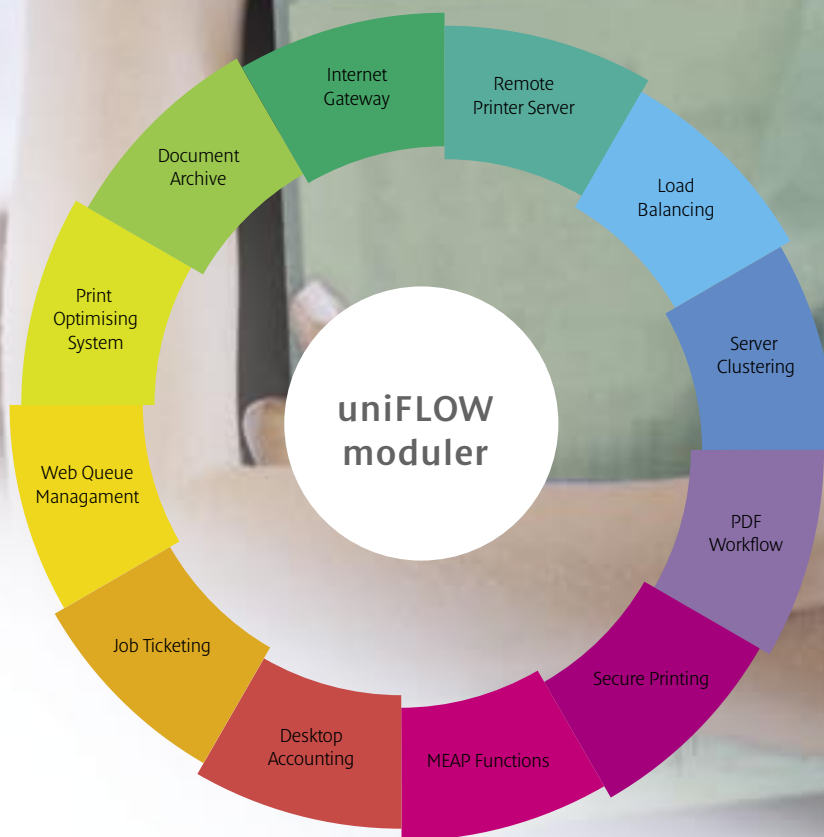 Internet
Gateway
Remote
Printer Server
Load
Balancing
Server
Clustering
PDF
Workflow
Secure Printing
MEAP Functions
Desktop
Accounting
Job Ticketing
Web Queue
Managament
Print
Optimising
System
Document
Archive
uniFLOW
moduler